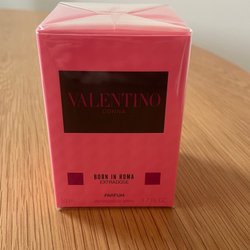 VALENTINO
DONNA
BORN IN ROMA
EXTRADOSE
PARFUM